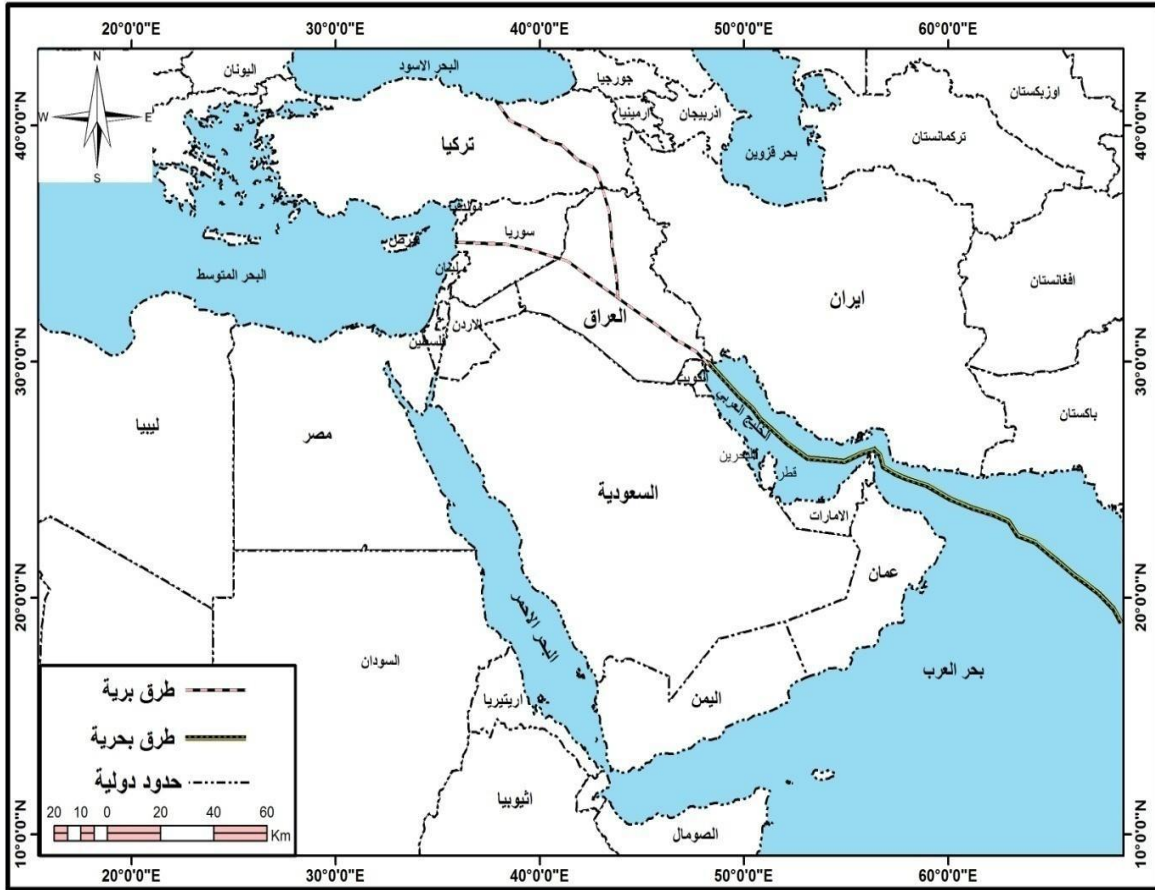 20°0'0"E 30°0'0"E 40°0'0"E 50°0'0"E 60°0'0"E
N
W E
S
40°0'0"N
30°0'0"N
20°0'0"N
10°0'0"N
اليونان
البحر الاسود
جورجيا
ارمينيا
اذربيجان
بحر قزوين
اوزبكستان
تركمانستان
تركيا
قبرص
سوريا
لبنان
البحر المتوسط
فلسطين
الاردن
العراق
ايران
افغانستان
باكستان
الكويت
الخليج العربي
البحرين
قطر
الامارات
ليبيا
مصر
السعودية
عمان
البحر الاحمر
السودان
اريتيريا
اليمن
بحر العرب
اثيوبيا
الصومال
طرق برية
طرق بحرية
حدود دولية
20 10 0 20 40 60
Km
40°0'0"N
30°0'0"N
20°0'0"N
10°0'0"N
20°0'0"E 30°0'0"E 40°0'0"E 50°0'0"E 60°0'0"E